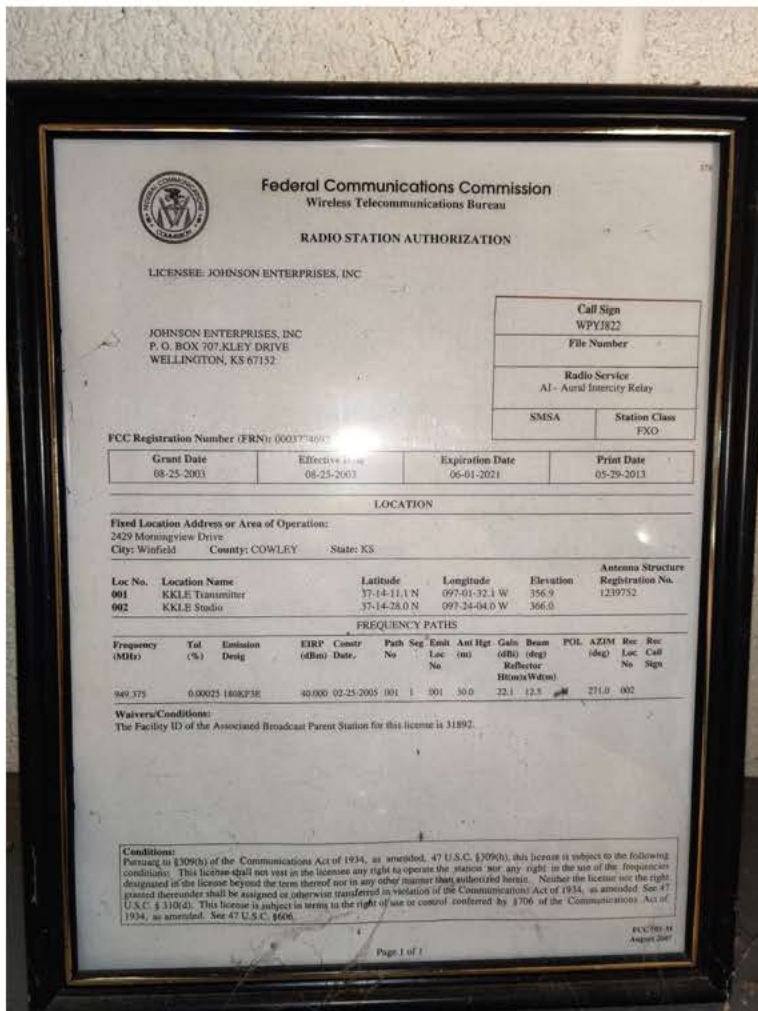 Federal Communications Commission
Wireless Telecommunications Bureau
RADIO STATION AUTHORIZATION
LICENSEE: JOHNSON ENTERPRISES, INC
JOHNSON ENTERPRISES, INC
P. O. BOX 707,KLEY DRIVE
WELLINGTON, KS 67152
Call Sign
WPYJ822
File Number
Radio Service
AI - Aural Intercity Relay
SMSA Station Class
FXO
FCC Registration Number (FRN):
Grant Date Effective Expiration Date Print Date
08-25-2003 08-25-2003 06-01-2021 05-29-2013
LOCATION
Fixed Location Address or Area of Operation:
2429 Morningview Drive
City: Winfield County: COWLEY State: KS
Loc No. Location Name Latitude Longitude Elevation Antenna Structure Registration No.
001 KKLE Transmitter 37-14-11.1 N 097-01-32.1 W 356.9 1239752
002 KKLE Studio 37-14-28.0 N 097-24-04.0 W 366.0
FREQUENCY PATHS
Frequency (MHz) Tol (%) Emission Desig EIRP (dBm) Constr Date Path No Seg Emit Loc No Ant Hgt (m) Gain (dBi) Beam (deg) Reflector Ht(m)xWd(m) POL AZIM (deg) Rec Loc No Rec Call Sign
949.375 0.00025 180KF3E 40.000 02-25-2005 001 1 001 30.0 22.1 12.5 271.0 002
Waivers/Conditions:
The Facility ID of the Associated Broadcast Parent Station for this license is 31892.
Conditions:
Pursuant to §309(h) of the Communications Act of 1934, as amended, 47 U.S.C. §309(h), this license is subject to the following
conditions: This license shall not vest in the licensee any right to operate the station nor any right in the use of the frequencies
designated in the license beyond the term thereof nor in any other manner than authorized herein. Neither the license nor the right
granted thereunder shall be assigned or otherwise transferred in violation of the Communications Act of 1934, as amended. See 47
U.S.C. § 310(d). This license is subject in terms to the right of use or control conferred by §706 of the Communications Act of
1934, as amended. See 47 U.S.C. §606.
August 2007
Page 1 of 1